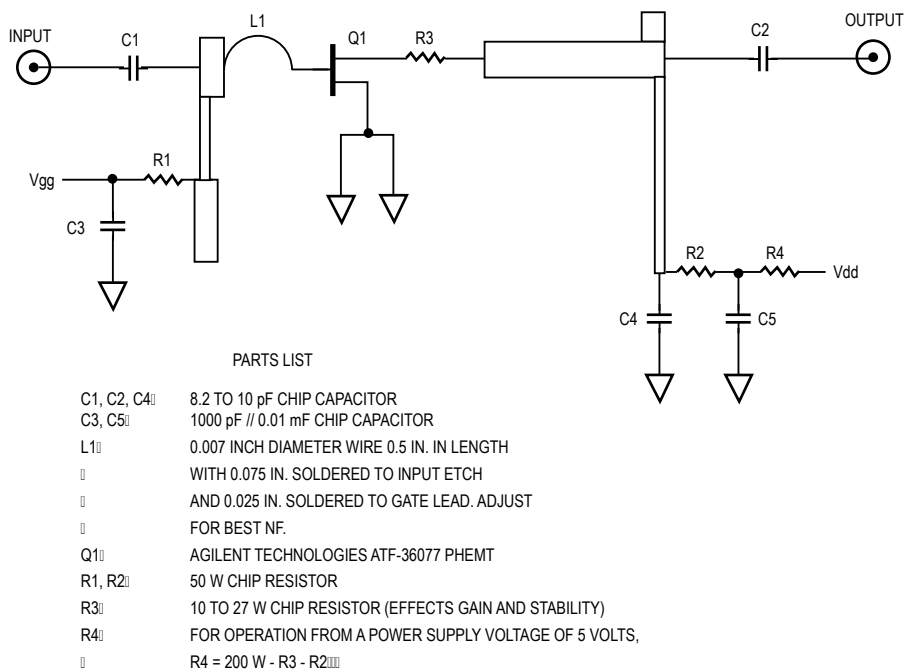 INPUT
C1
L1
Q1
R3
C2
OUTPUT
Vgg
R1
C3
R2
R4
Vdd
C4
C5
PARTS LIST
C1, C2, C4 8.2 TO 10 pF CHIP CAPACITOR
C3, C5 1000 pF // 0.01 mF CHIP CAPACITOR
L1 0.007 INCH DIAMETER WIRE 0.5 IN. IN LENGTH
WITH 0.075 IN. SOLDERED TO INPUT ETCH
AND 0.025 IN. SOLDERED TO GATE LEAD. ADJUST
FOR BEST NF.
Q1 AGILENT TECHNOLOGIES ATF-36077 PHEMT
R1, R2 50 W CHIP RESISTOR
R3 10 TO 27 W CHIP RESISTOR (EFFECTS GAIN AND STABILITY)
R4 FOR OPERATION FROM A POWER SUPPLY VOLTAGE OF 5 VOLTS,
R4 = 200 W - R3 - R2